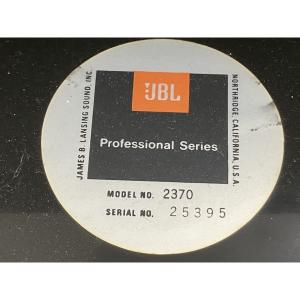 JBL
Professional Series
JAMES B. LANSING SOUND, INC.
NORTHRIDGE, CALIFORNIA, U.S.A.
MODEL NO. 2370
SERIAL NO. 25395